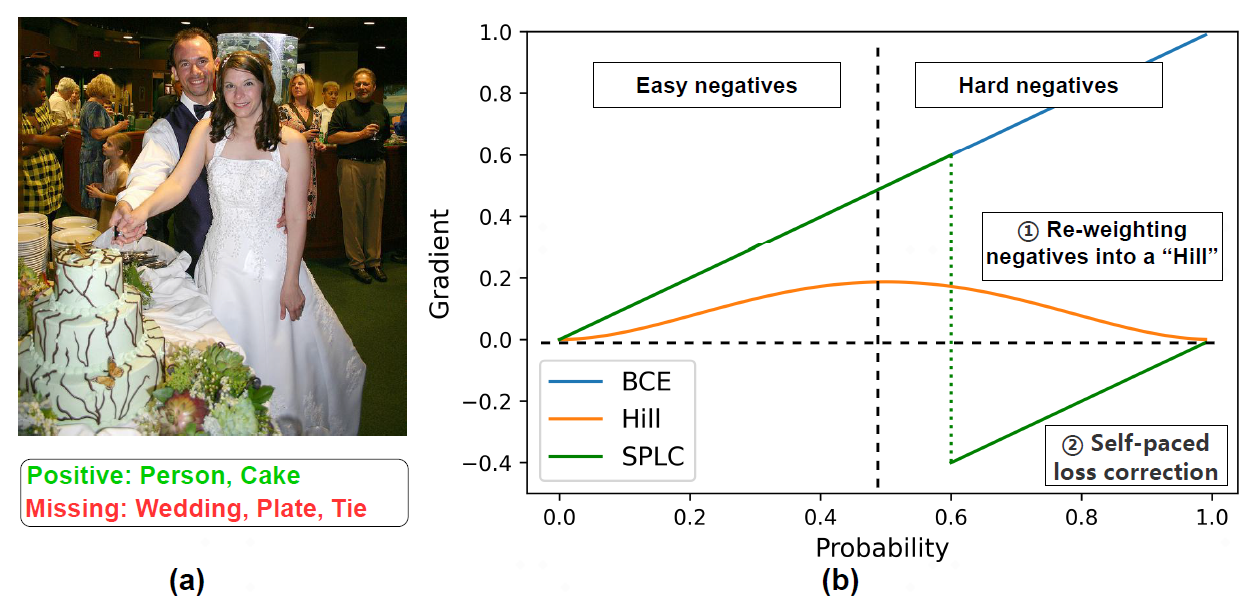 Positive: Person, Cake
Missing: Wedding, Plate, Tie
(a)
1.0
0.8
0.6
0.4
0.2
0.0
−0.2
−0.4
Gradient
Easy negatives
Hard negatives
① Re-weighting
negatives into a “Hill”
BCE
Hill
SPLC
② Self-paced
loss correction
0.0 0.2 0.4 0.6 0.8 1.0
Probability
(b)